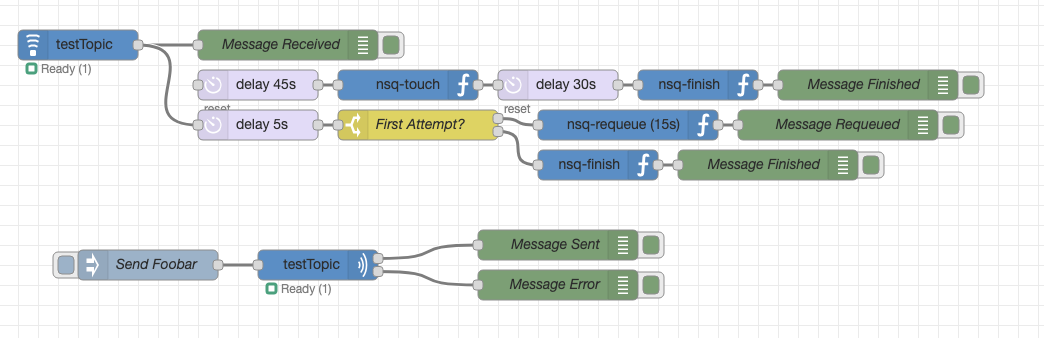 testTopic
Message Received
Ready (1)
delay 45s
nsq-touch
delay 30s
nsq-finish
Message Finished
reset
reset
delay 5s
First Attempt?
nsq-requeue (15s)
Message Requeued
nsq-finish
Message Finished
Send Foobar
testTopic
Message Sent
Ready (1)
Message Error